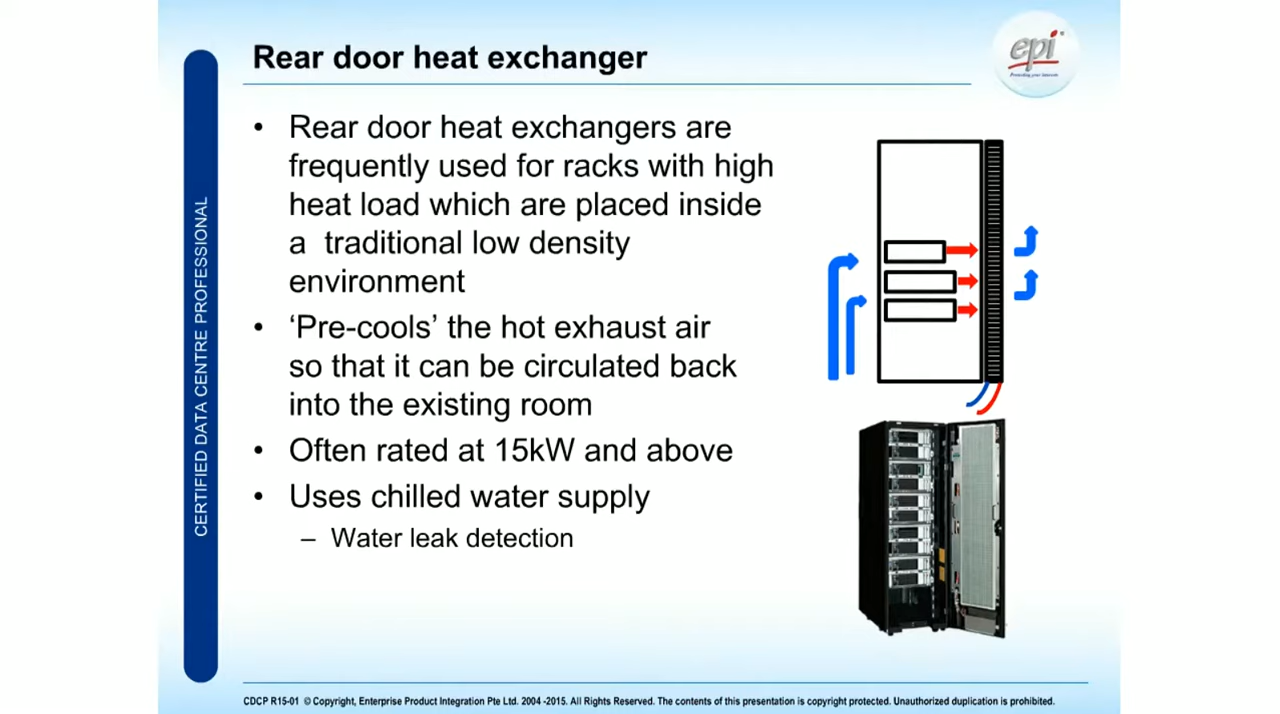 Rear door heat exchanger
epi
Providing your interests
• Rear door heat exchangers are
frequently used for racks with high
heat load which are placed inside
a traditional low density
environment
• ‘Pre-cools’ the hot exhaust air
so that it can be circulated back
into the existing room
• Often rated at 15kW and above
• Uses chilled water supply
– Water leak detection
CERTIFIED DATA CENTRE PROFESSIONAL
CDCP R15-01 © Copyright, Enterprise Product Integration Pte Ltd. 2004 -2015. All Rights Reserved. The contents of this presentation is copyright protected. Unauthorized duplication is prohibited.